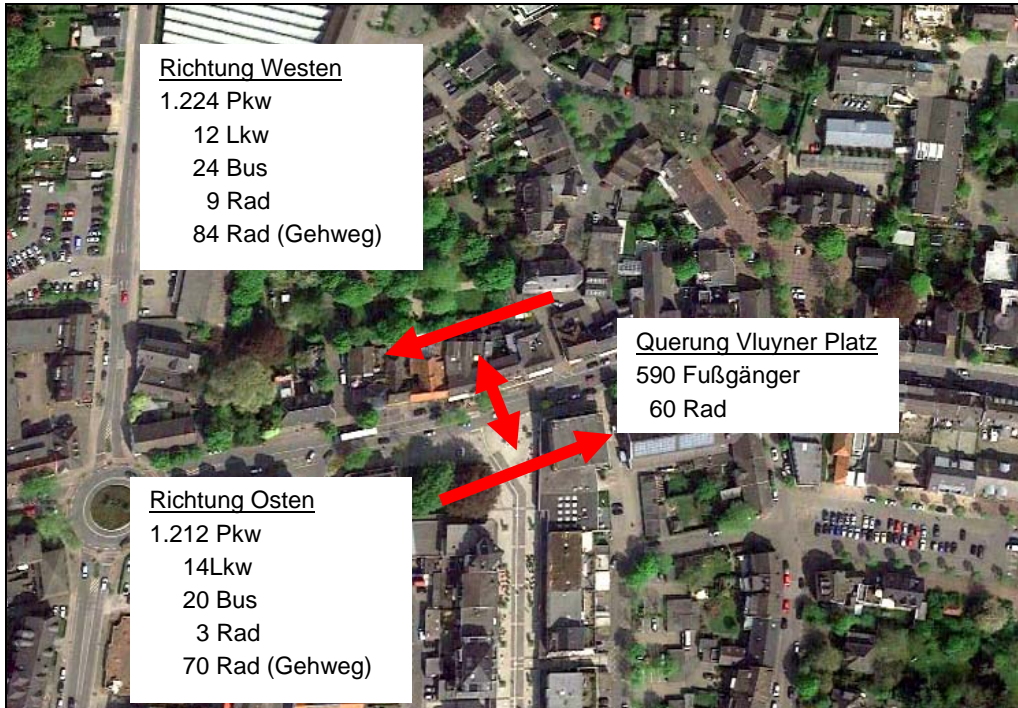 Richtung Westen
1.224 Pkw
12 Lkw
24 Bus
9 Rad
84 Rad (Gehweg)
Querung Vluyner Platz
590 Fußgänger
60 Rad
Richtung Osten
1.212 Pkw
14Lkw
20 Bus
3 Rad
70 Rad (Gehweg)